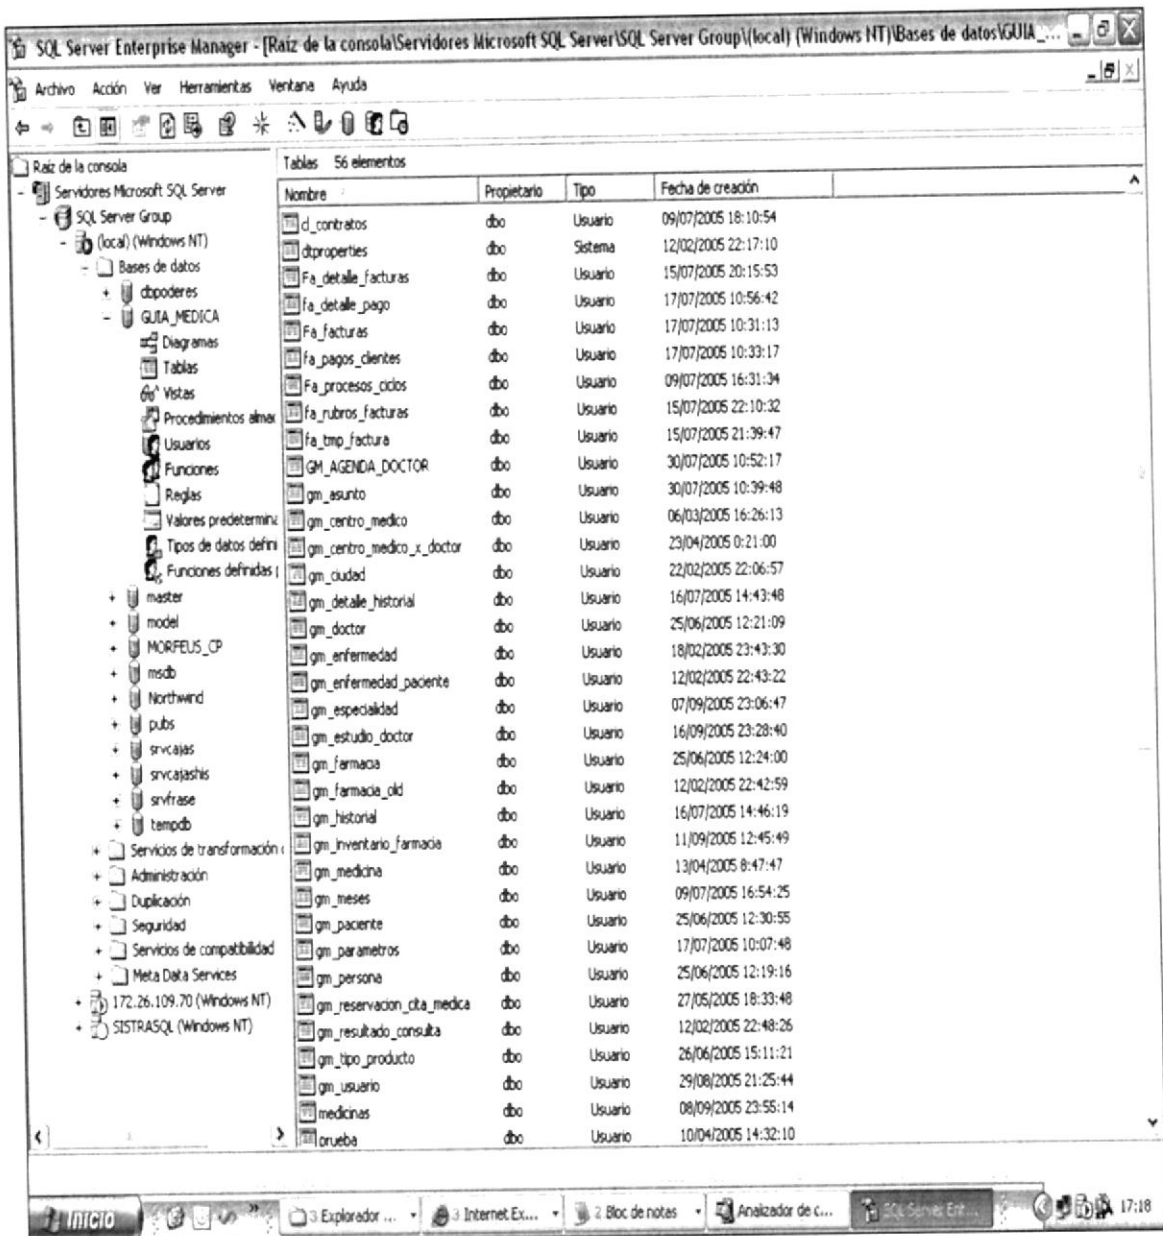 SQL Server Enterprise Manager - [Raíz de la consola\Servidores Microsoft SQL Server\SQL Server Group\(local) (Windows NT)\Bases de datos\GUIA_...
Archivo Acción Ver Herramientas Ventana Ayuda
Raíz de la consola
Servidores Microsoft SQL Server
SQL Server Group
(local) (Windows NT)
Bases de datos
dbpoderes
GUIA_MEDICA
Diagramas
Tablas
Vistas
Procedimientos almac
Usuarios
Funciones
Reglas
Valores predetermina
Tipos de datos defini
Funciones definidas p
master
model
MORFEUS_CP
msdb
Northwind
pubs
srvcajas
srvcajashis
srvfrase
tempdb
Servicios de transformación
Administración
Duplicación
Seguridad
Servicios de compatibilidad
Meta Data Services
172.26.109.70 (Windows NT)
SISTRASQL (Windows NT)
Tablas 56 elementos
Nombre Propietario Tipo Fecha de creación
cl_contratos dbo Usuario 09/07/2005 18:10:54
dtproperties dbo Sistema 12/02/2005 22:17:10
Fa_detalle_facturas dbo Usuario 15/07/2005 20:15:53
fa_detalle_pago dbo Usuario 17/07/2005 10:56:42
Fa_facturas dbo Usuario 17/07/2005 10:31:13
fa_pagos_clientes dbo Usuario 17/07/2005 10:33:17
Fa_procesos_ciclos dbo Usuario 09/07/2005 16:31:34
fa_rubros_facturas dbo Usuario 15/07/2005 22:10:32
fa_tmp_factura dbo Usuario 15/07/2005 21:39:47
GM_AGENDA_DOCTOR dbo Usuario 30/07/2005 10:52:17
gm_asunto dbo Usuario 30/07/2005 10:39:48
gm_centro_medico dbo Usuario 06/03/2005 16:26:13
gm_centro_medico_x_doctor dbo Usuario 23/04/2005 0:21:00
gm_ciudad dbo Usuario 22/02/2005 22:06:57
gm_detalle_historial dbo Usuario 16/07/2005 14:43:48
gm_doctor dbo Usuario 25/06/2005 12:21:09
gm_enfermedad dbo Usuario 18/02/2005 23:43:30
gm_enfermedad_paciente dbo Usuario 12/02/2005 22:43:22
gm_especialidad dbo Usuario 07/09/2005 23:06:47
gm_estudio_doctor dbo Usuario 16/09/2005 23:28:40
gm_farmacia dbo Usuario 25/06/2005 12:24:00
gm_farmacia_old dbo Usuario 12/02/2005 22:42:59
gm_historial dbo Usuario 16/07/2005 14:46:19
gm_inventario_farmacia dbo Usuario 11/09/2005 12:45:49
gm_medicina dbo Usuario 13/04/2005 8:47:47
gm_meses dbo Usuario 09/07/2005 16:54:25
gm_paciente dbo Usuario 25/06/2005 12:30:55
gm_parametros dbo Usuario 17/07/2005 10:07:48
gm_persona dbo Usuario 25/06/2005 12:19:16
gm_reservacion_cita_medica dbo Usuario 27/05/2005 18:33:48
gm_resultado_consulta dbo Usuario 12/02/2005 22:48:26
gm_tipo_producto dbo Usuario 26/06/2005 15:11:21
gm_usuario dbo Usuario 29/08/2005 21:25:44
medicinas dbo Usuario 08/09/2005 23:55:14
prueba dbo Usuario 10/04/2005 14:32:10
Inicio 3 Explorador ... 3 Internet Ex... 2 Bloc de notas Analizador de c... SQL Server Ent... 17:18